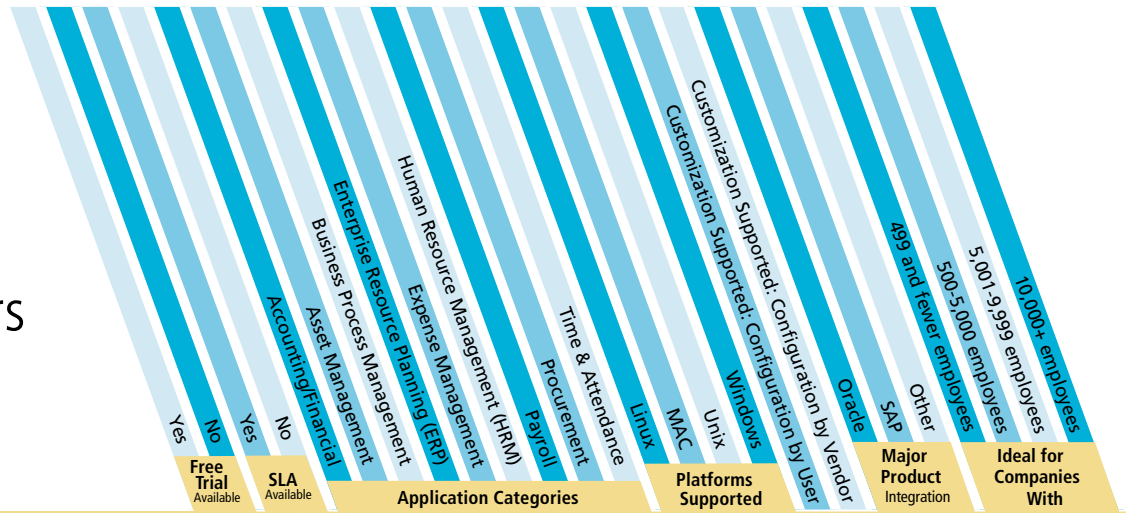 rs
Yes
No
Yes
No
Accounting/Financial
Asset Management
Business Process Management
Enterprise Resource Planning (ERP)
Expense Management
Human Resource Management (HRM)
Payroll
Procurement
Time & Attendance
Linux
MAC
Unix
Windows
Customization Supported: Configuration by User
Customization Supported: Configuration by Vendor
Oracle
SAP
Other
499 and fewer employees
500-5,000 employees
5,001-9,999 employees
10,000+ employees
Free
Trial
Available
SLA
Available
Application Categories
Platforms
Supported
Major
Product
Integration
Ideal for
Companies
With